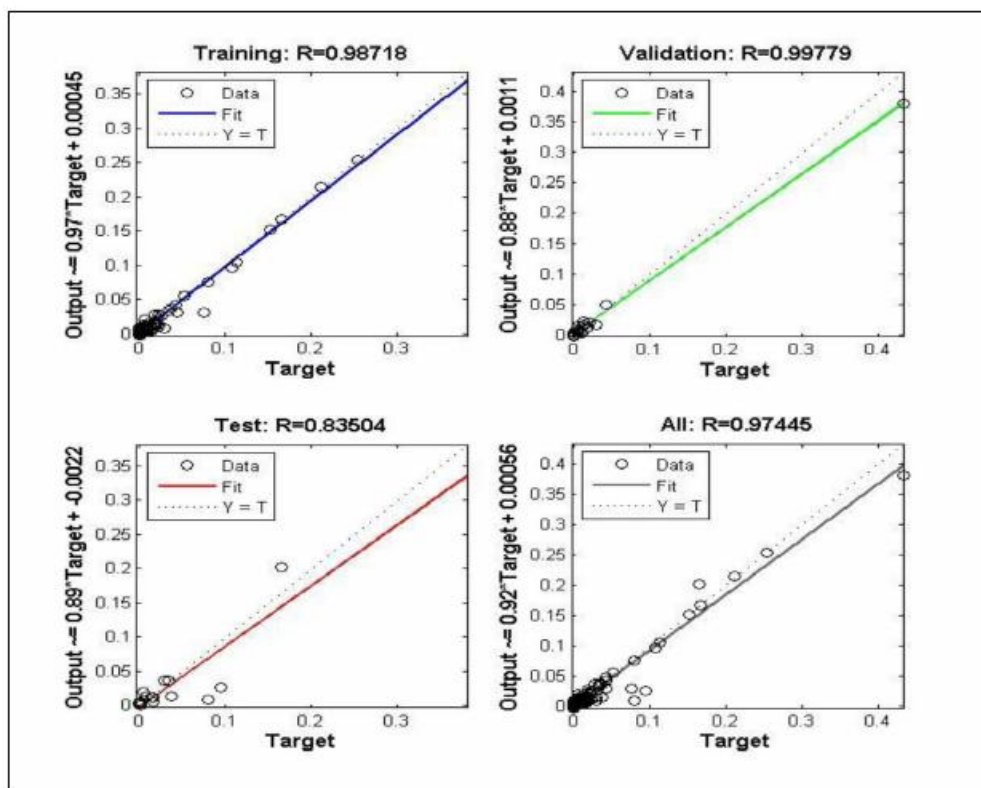 Training: R=0.98718
Output ~= 0.97*Target + 0.00045
0.35
0.3
0.25
0.2
0.15
0.1
0.05
0
Data
Fit
Y = T
0 0.1 0.2 0.3
Target
Validation: R=0.99779
Output ~= 0.88*Target + 0.0011
0.4
0.35
0.3
0.25
0.2
0.15
0.1
0.05
0
Data
Fit
Y = T
0 0.1 0.2 0.3 0.4
Target
Test: R=0.83504
Output ~= 0.89*Target + -0.0022
0.35
0.3
0.25
0.2
0.15
0.1
0.05
0
Data
Fit
Y = T
0 0.1 0.2 0.3
Target
All: R=0.97445
Output ~= 0.92*Target + 0.00056
0.4
0.35
0.3
0.25
0.2
0.15
0.1
0.05
0
Data
Fit
Y = T
0 0.1 0.2 0.3 0.4
Target